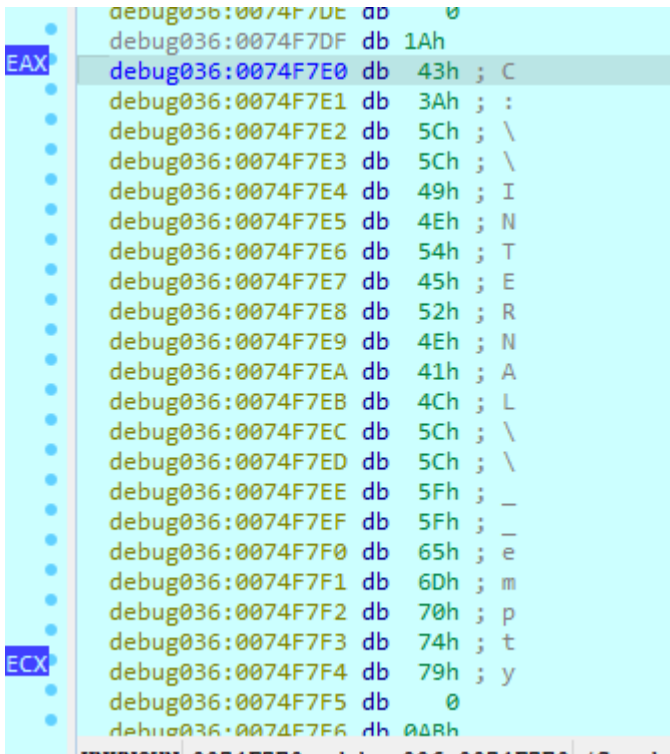 debug036:0074F7DE db 0
debug036:0074F7DF db 1Ah
EAX debug036:0074F7E0 db 43h ; C
debug036:0074F7E1 db 3Ah ; :
debug036:0074F7E2 db 5Ch ; \
debug036:0074F7E3 db 5Ch ; \
debug036:0074F7E4 db 49h ; I
debug036:0074F7E5 db 4Eh ; N
debug036:0074F7E6 db 54h ; T
debug036:0074F7E7 db 45h ; E
debug036:0074F7E8 db 52h ; R
debug036:0074F7E9 db 4Eh ; N
debug036:0074F7EA db 41h ; A
debug036:0074F7EB db 4Ch ; L
debug036:0074F7EC db 5Ch ; \
debug036:0074F7ED db 5Ch ; \
debug036:0074F7EE db 5Fh ; _
debug036:0074F7EF db 5Fh ; _
debug036:0074F7F0 db 65h ; e
debug036:0074F7F1 db 6Dh ; m
debug036:0074F7F2 db 70h ; p
debug036:0074F7F3 db 74h ; t
ECX debug036:0074F7F4 db 79h ; y
debug036:0074F7F5 db 0
debug036:0074F7F6 db 0ABh